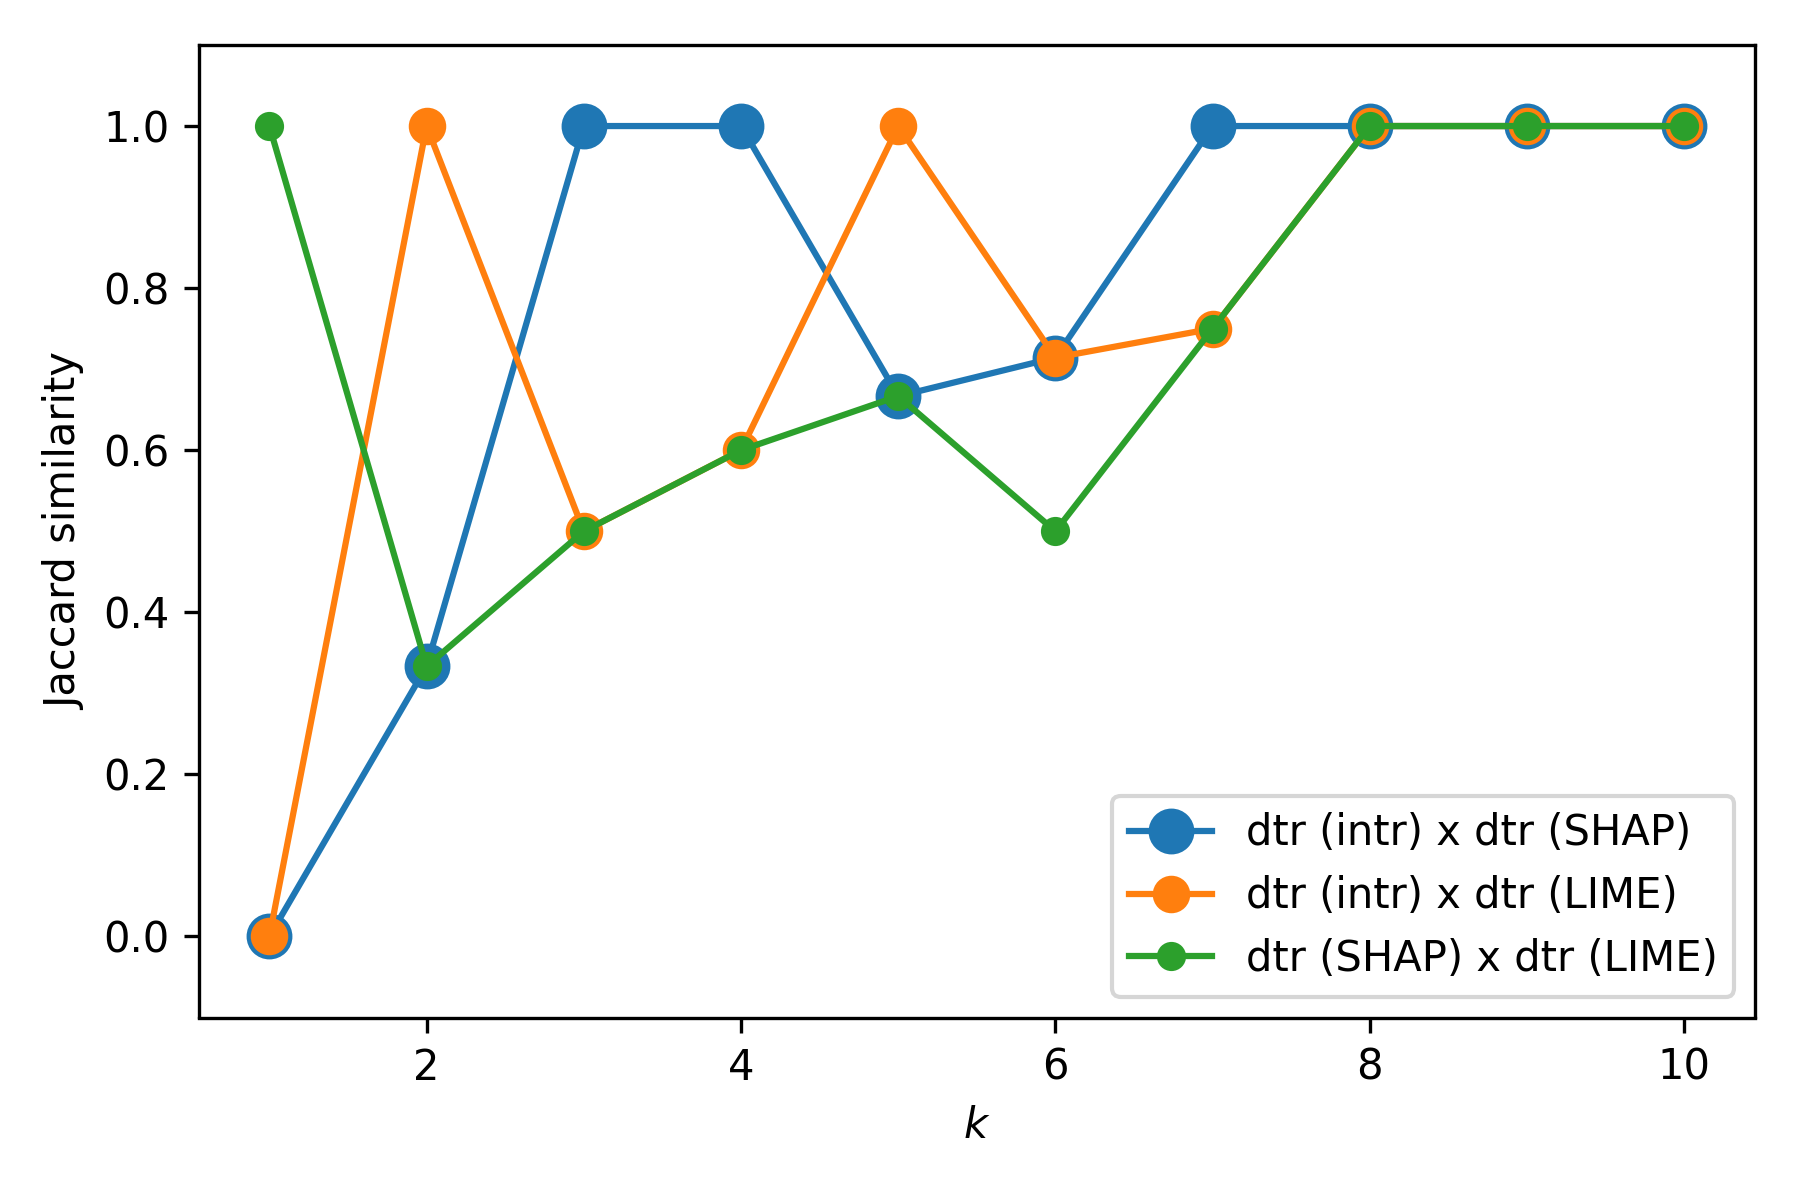 1.0
0.8
0.6
0.4
0.2
0.0
Jaccard similarity
2 4 6 8 10
k
dtr (intr) x dtr (SHAP)
dtr (intr) x dtr (LIME)
dtr (SHAP) x dtr (LIME)